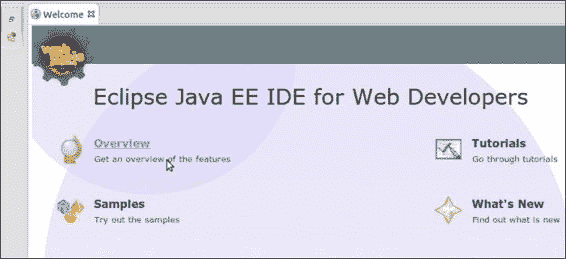 Welcome
Eclipse Java EE IDE for Web Developers
Overview
Get an overview of the features
Tutorials
Go through tutorials
Samples
Try out the samples
What's New
Find out what is new